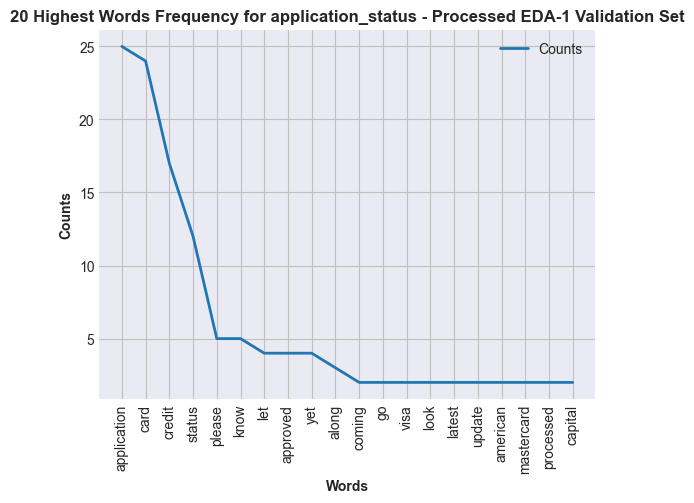 20 Highest Words Frequency for application_status - Processed EDA-1 Validation Set
Counts
25
20
15
10
5
Counts
application
card
credit
status
please
know
let
approved
yet
along
coming
go
visa
look
latest
update
american
mastercard
processed
capital
Words